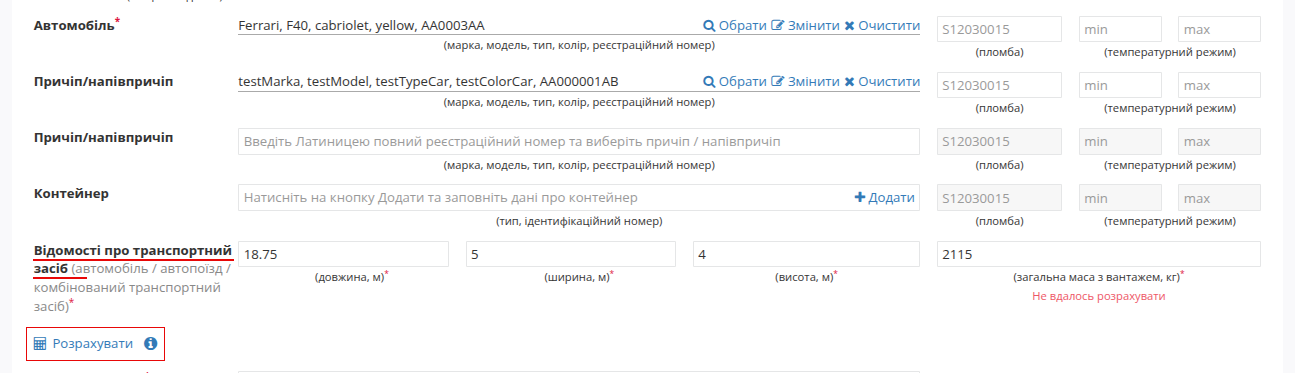 Автомобіль*
Ferrari, F40, cabriolet, yellow, AA0003AA Обрати Змінити Очистити S12030015 min max
(марка, модель, тип, колір, реєстраційний номер) (пломба) (температурний режим)
Причіп/напівпричіп testMarka, testModel, testTypeCar, testColorCar, AA000001AB Обрати Змінити Очистити S12030015 min max
(марка, модель, тип, колір, реєстраційний номер) (пломба) (температурний режим)
Причіп/напівпричіп Введіть Латиницею повний реєстраційний номер та виберіть причіп / напівпричіп S12030015 min max
(марка, модель, тип, колір, реєстраційний номер) (пломба) (температурний режим)
Контейнер Натисніть на кнопку Додати та заповніть дані про контейнер Додати S12030015 min max
(тип, ідентифікаційний номер) (пломба) (температурний режим)
Відомості про транспортний
засіб (автомобіль / автопоїзд /
комбінований транспортний
засіб)*
18.75 5 4 2115
(довжина, м)* (ширина, м)* (висота, м)* (загальна маса з вантажем, кг)*
Не вдалось розрахувати
Розрахувати